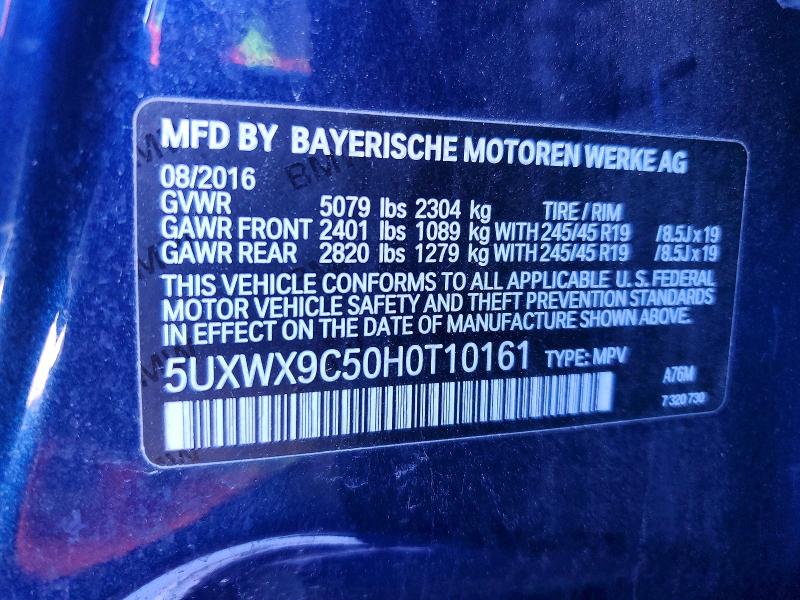 MFD BY BAYERISCHE MOTOREN WERKE AG
08/2016
GVWR 5079 lbs 2304 kg TIRE / RIM
GAWR FRONT 2401 lbs 1089 kg WITH 245/45 R19 /8.5J x 19
GAWR REAR 2820 lbs 1279 kg WITH 245/45 R19 /8.5J x 19
THIS VEHICLE CONFORMS TO ALL APPLICABLE U. S. FEDERAL
MOTOR VEHICLE SAFETY AND THEFT PREVENTION STANDARDS
IN EFFECT ON THE DATE OF MANUFACTURE SHOWN ABOVE.
5UXWX9C50H0T10161 TYPE: MPV
A76M
7 320 730